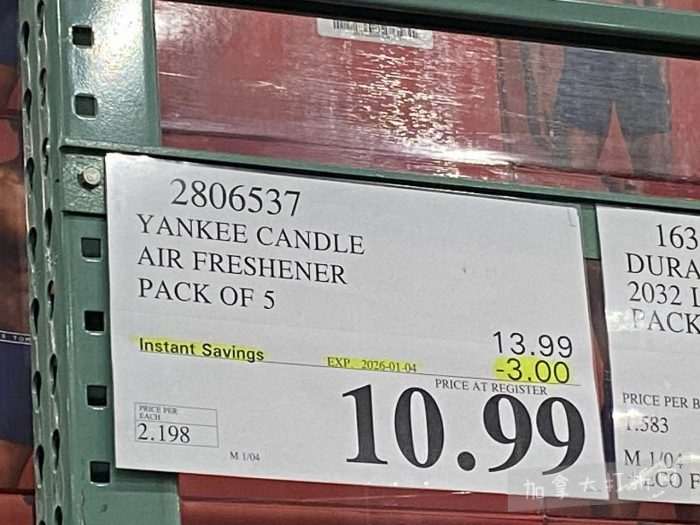 2806537
YANKEE CANDLE
AIR FRESHENER
PACK OF 5
13.99
Instant Savings
EXP. 2026-01-04
-3.00
PRICE AT REGISTER
10.99
PRICE PER
EACH
2.198
M 1/04
163
DURA
2032 L
PACK
PRICE PER B
1.583
M 1/04
加拿大打折